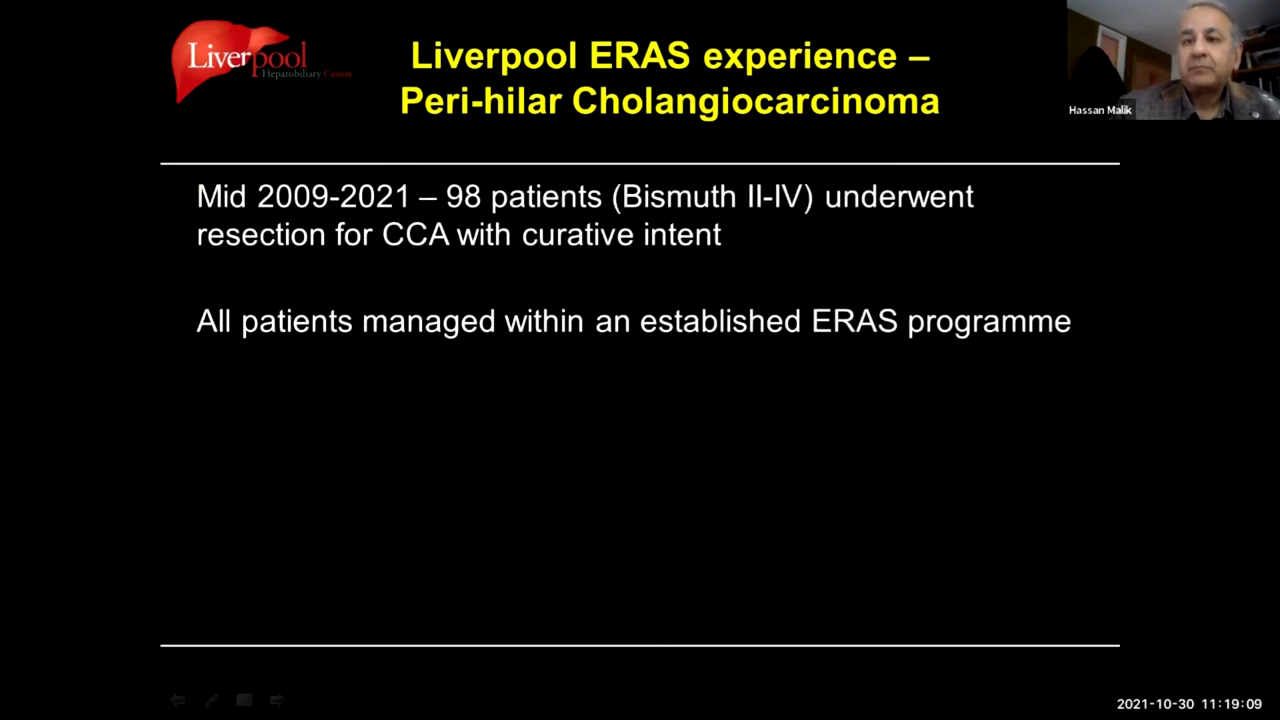 Liverpool
Hepatobiliary Centre
Liverpool ERAS experience –
Peri-hilar Cholangiocarcinoma
Hassan Malik
Mid 2009-2021 – 98 patients (Bismuth II-IV) underwent
resection for CCA with curative intent
All patients managed within an established ERAS programme
2021-10-30 11:19:09